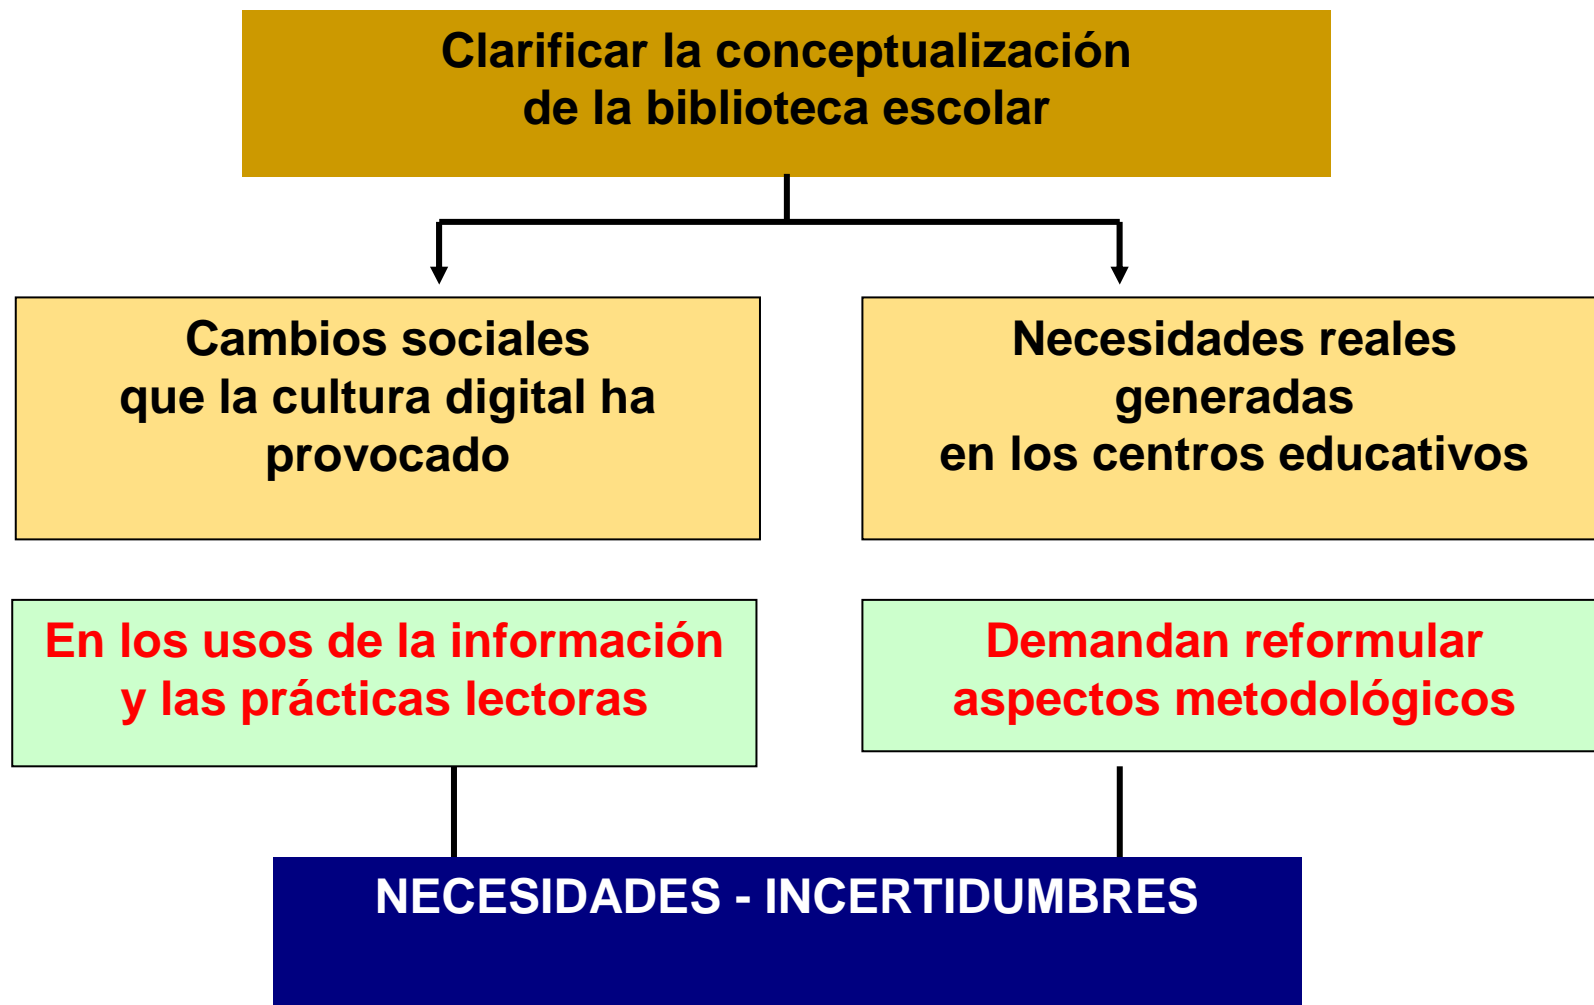 Clarificar la conceptualización
de la biblioteca escolar
Cambios sociales
que la cultura digital ha
provocado
Necesidades reales
generadas
en los centros educativos
En los usos de la información
y las prácticas lectoras
Demandan reformular
aspectos metodológicos
NECESIDADES - INCERTIDUMBRES